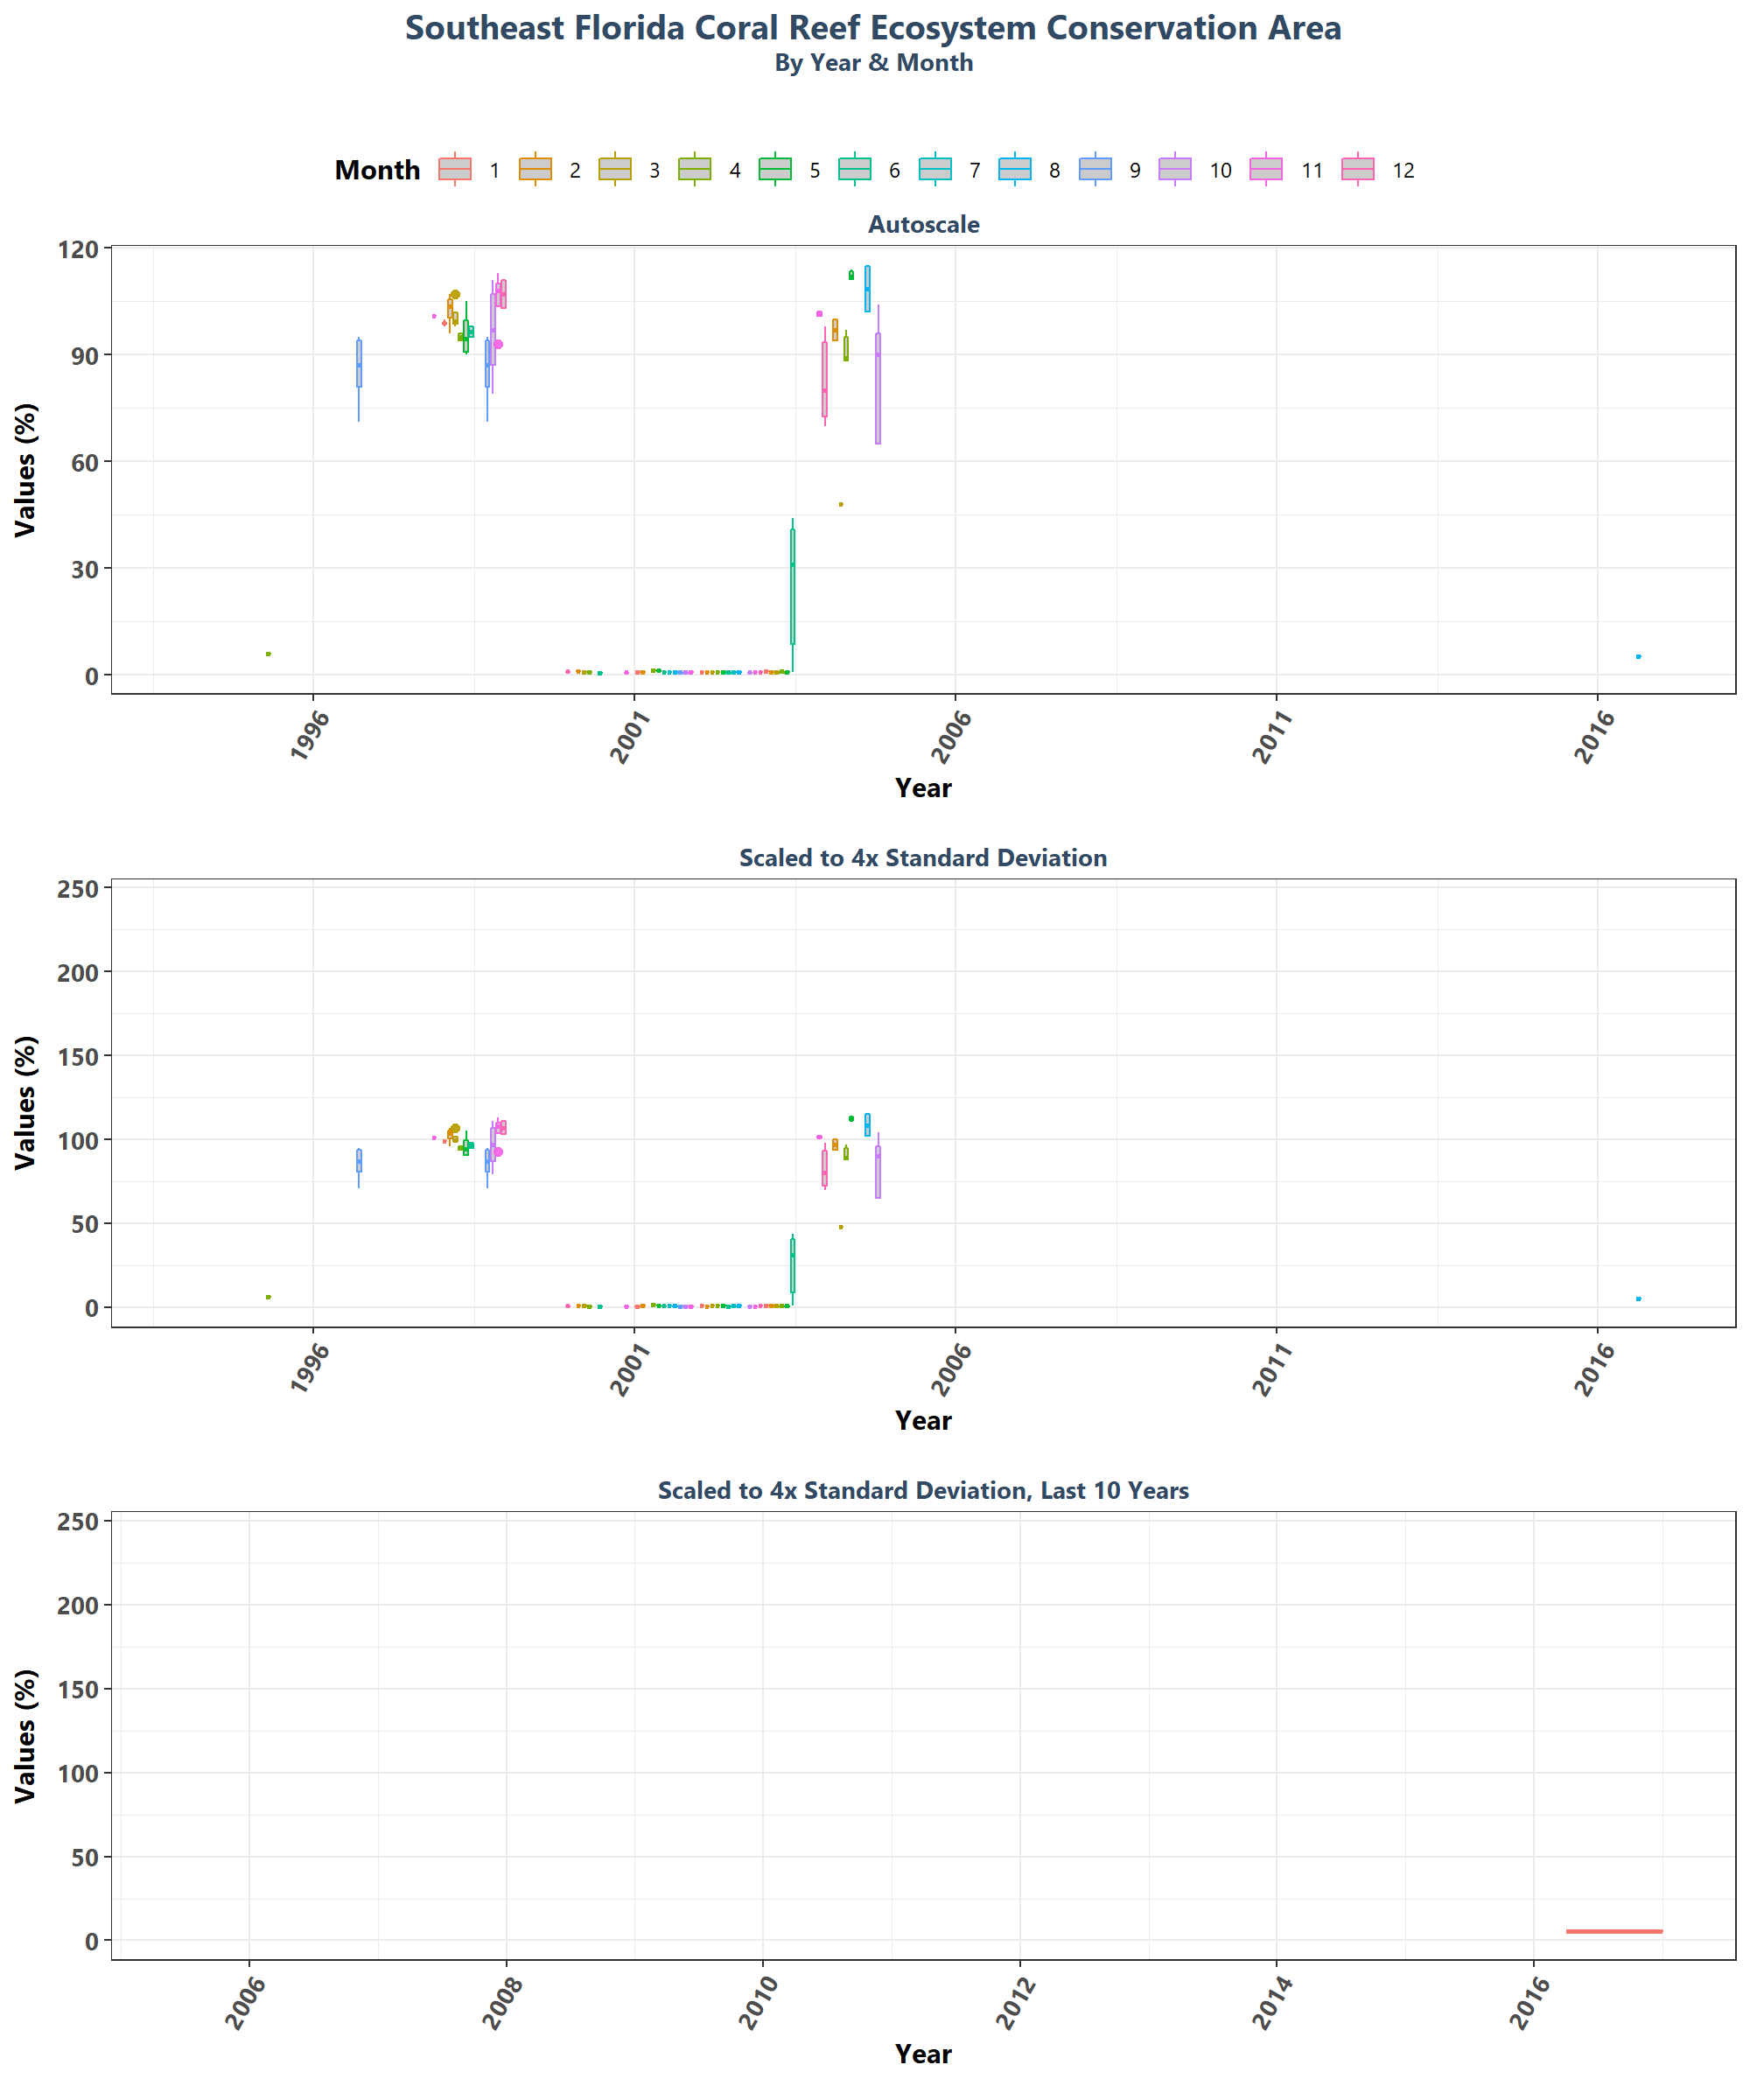 Southeast Florida Coral Reef Ecosystem Conservation Area
By Year & Month
Month 1 2 3 4 5 6 7 8 9 10 11 12
Autoscale
120
90
60
30
0
Values (%)
1996 2001 2006 2011 2016
Year
Scaled to 4x Standard Deviation
250
200
150
100
50
0
Values (%)
1996 2001 2006 2011 2016
Year
Scaled to 4x Standard Deviation, Last 10 Years
250
200
150
100
50
0
Values (%)
2006 2008 2010 2012 2014 2016
Year